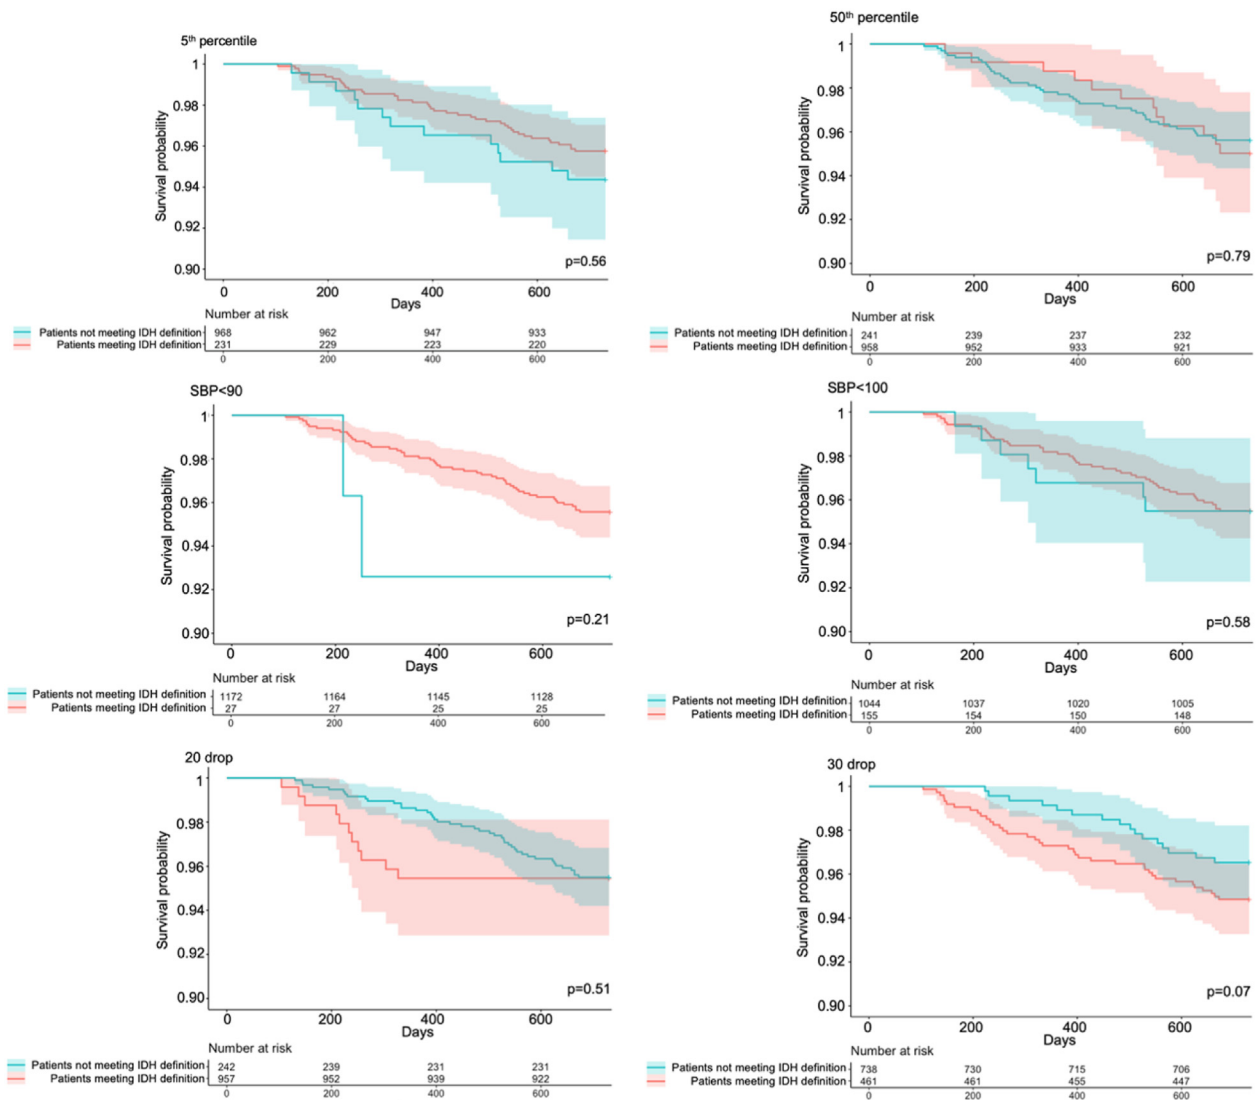 5th percentile
Survival probability
1
0.98
0.96
0.94
0.92
0.90
p=0.56
0 200 400 600
Days
Number at risk
Patients not meeting IDH definition 968 962 947 933
Patients meeting IDH definition 231 229 223 220
0 200 400 600
50th percentile
Survival probability
1
0.98
0.96
0.94
0.92
0.90
p=0.79
0 200 400 600
Days
Number at risk
Patients not meeting IDH definition 241 239 237 232
Patients meeting IDH definition 958 952 933 921
0 200 400 600
SBP<90
Survival probability
1
0.98
0.96
0.94
0.92
0.90
p=0.21
0 200 400 600
Days
Number at risk
Patients not meeting IDH definition 1172 1164 1145 1128
Patients meeting IDH definition 27 27 25 25
0 200 400 600
SBP<100
Survival probability
1
0.98
0.96
0.94
0.92
0.90
p=0.58
0 200 400 600
Days
Number at risk
Patients not meeting IDH definition 1044 1037 1020 1005
Patients meeting IDH definition 155 154 150 148
0 200 400 600
20 drop
Survival probability
1
0.98
0.96
0.94
0.92
0.90
p=0.51
0 200 400 600
Days
Number at risk
Patients not meeting IDH definition 242 239 231 231
Patients meeting IDH definition 957 952 939 922
0 200 400 600
30 drop
Survival probability
1
0.98
0.96
0.94
0.92
0.90
p=0.07
0 200 400 600
Days
Number at risk
Patients not meeting IDH definition 738 730 715 706
Patients meeting IDH definition 461 461 455 447
0 200 400 600